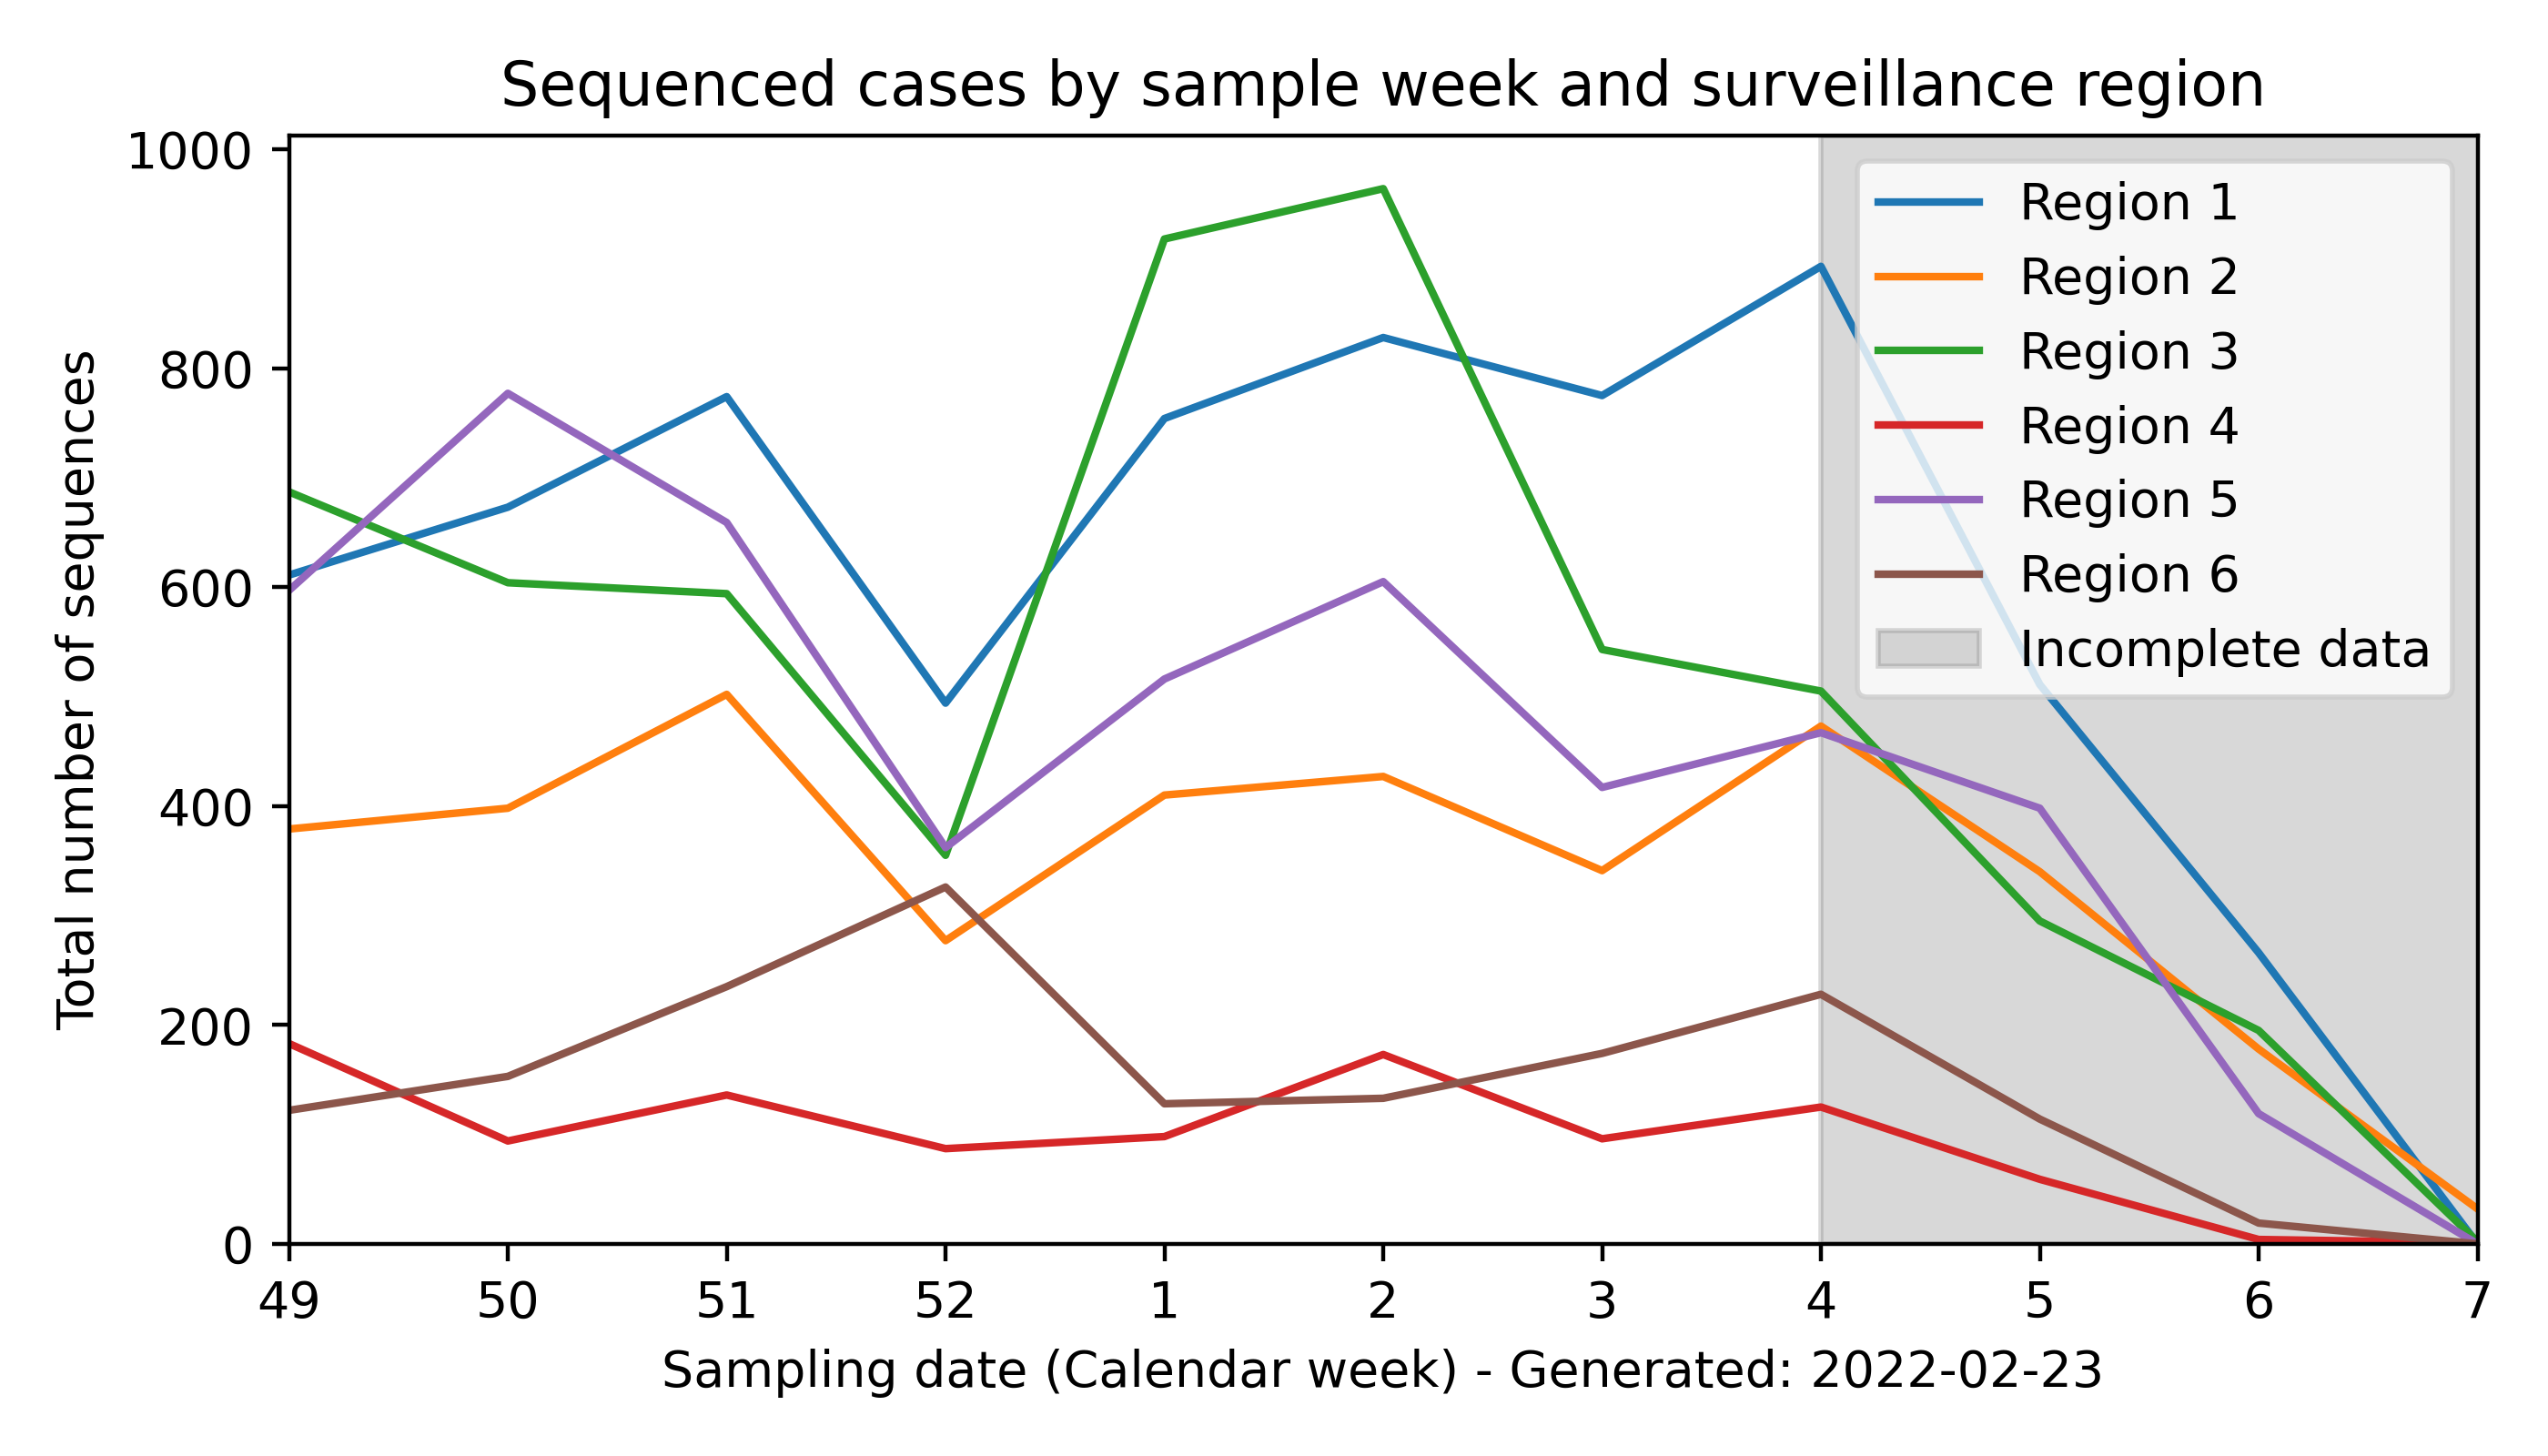 Sequenced cases by sample week and surveillance region
Total number of sequences
1000
800
600
400
200
0
Region 1
Region 2
Region 3
Region 4
Region 5
Region 6
Incomplete data
49 50 51 52 1 2 3 4 5 6 7
Sampling date (Calendar week) - Generated: 2022-02-23